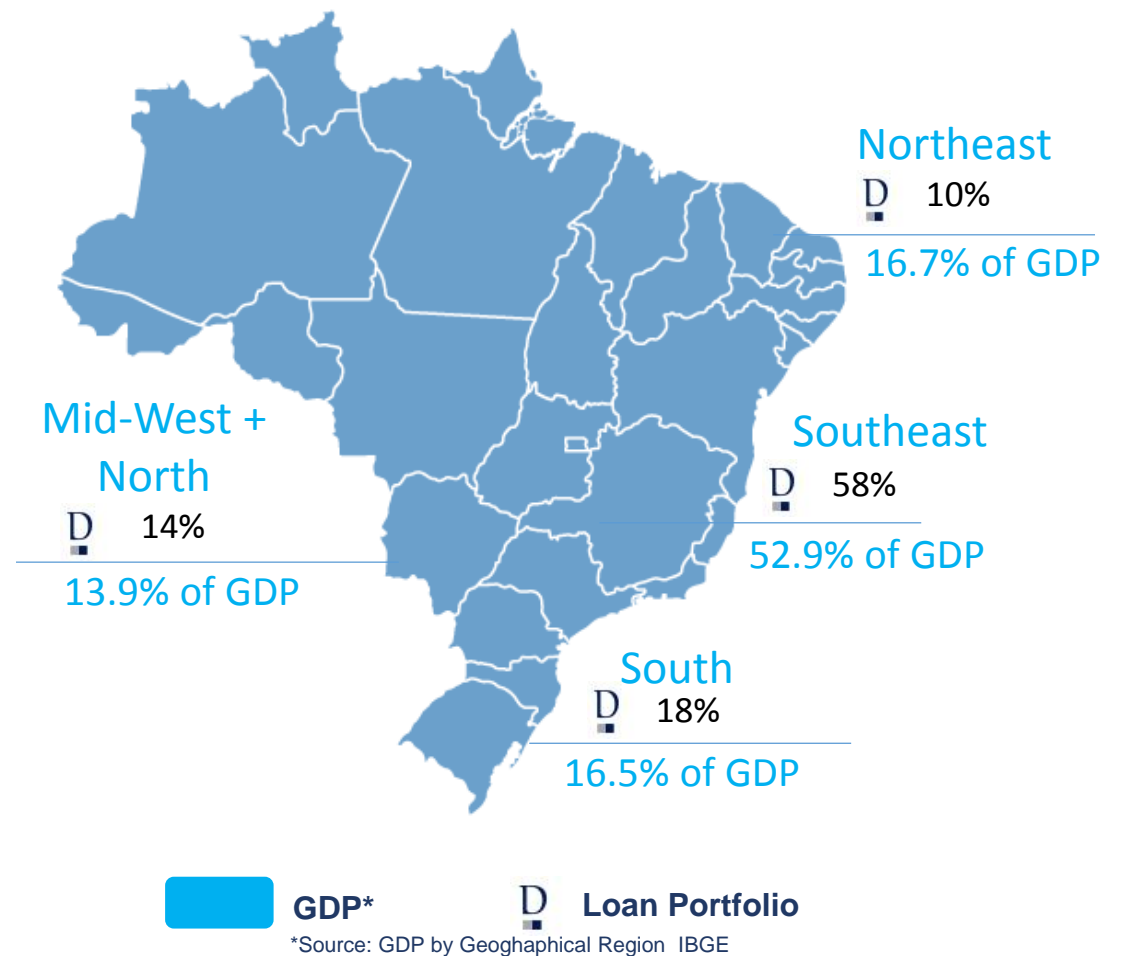 Northeast
D 10%
16.7% of GDP
Mid-West +
North
D 14%
13.9% of GDP
Southeast
D 58%
52.9% of GDP
South
D 18%
16.5% of GDP
GDP* D Loan Portfolio
*Source: GDP by Geoghaphical Region IBGE